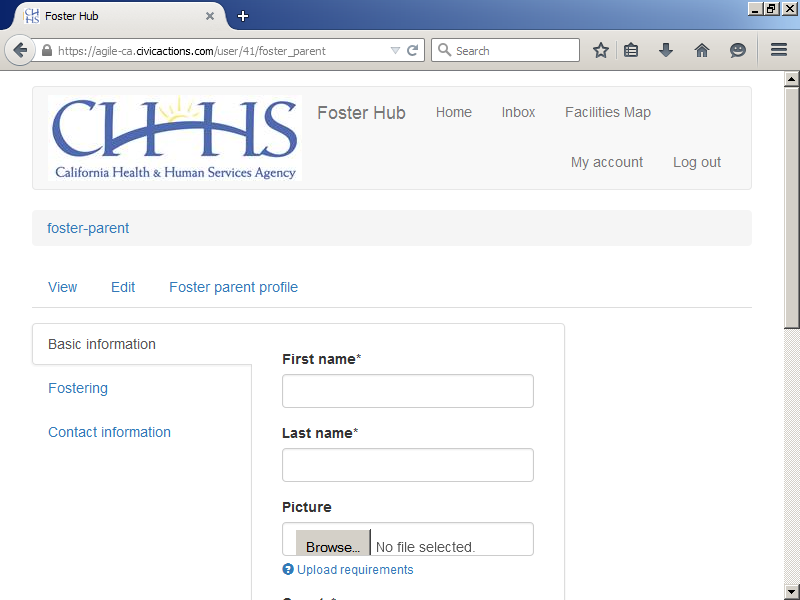 Foster Hub
https://agile-ca.civicactions.com/user/41/foster_parent
Search
CHHS
California Health & Human Services Agency
Foster Hub
Home
Inbox
Facilities Map
My account
Log out
foster-parent
View
Edit
Foster parent profile
Basic information
Fostering
Contact information
First name*
Last name*
Picture
Browse... No file selected.
Upload requirements